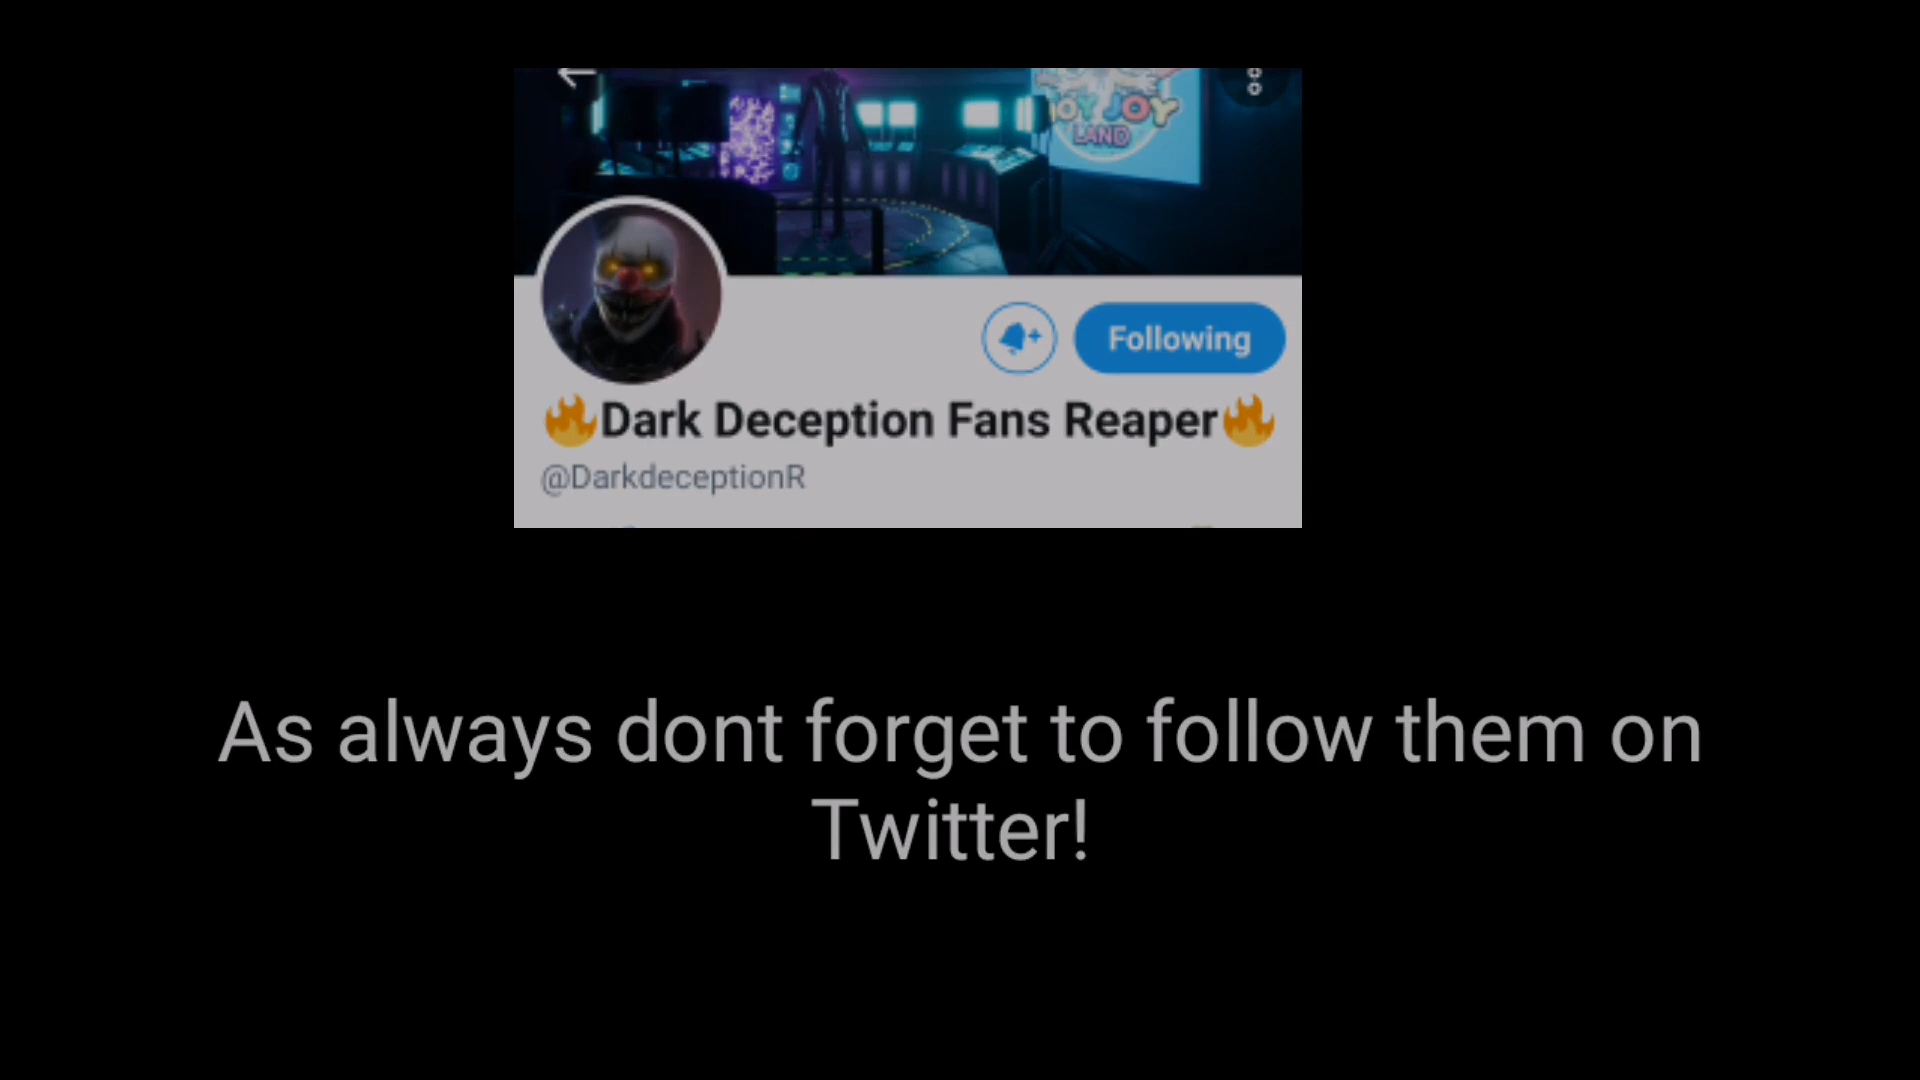 JOY JOY
LAND
Following
🔥Dark Deception Fans Reaper🔥
@DarkdeceptionR
As always dont forget to follow them on
Twitter!